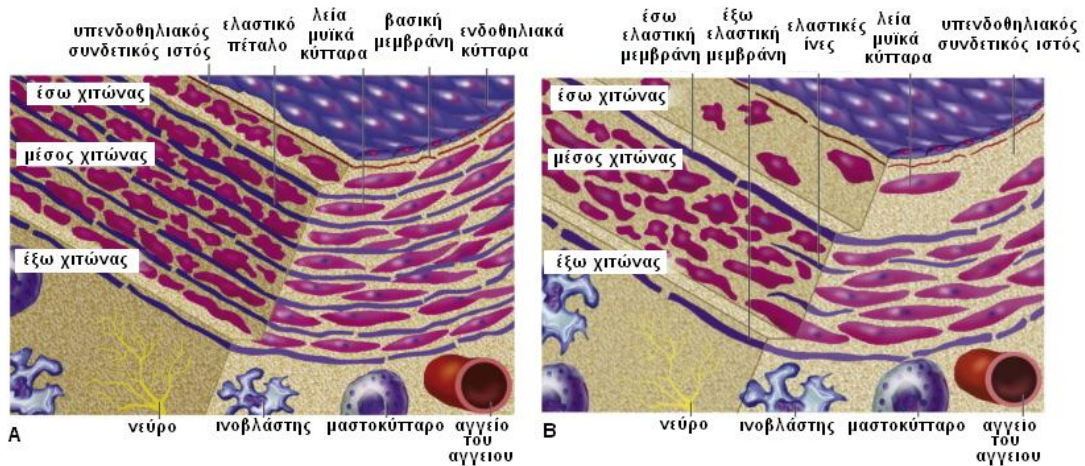 υπενδοθηλιακός
συνδετικός ιστός
ελαστικό
πέταλο
λεία
μυϊκά
κύτταρα
βασική
μεμβράνη
ενδοθηλιακά
κύτταρα
έσω χιτώνας
μέσος χιτώνας
έξω χιτώνας
νεύρο
ινοβλάστης
μαστοκύτταρο
αγγείο
του
αγγειου
A
έσω
ελαστική
μεμβράνη
έξω
ελαστική
μεμβράνη
ελαστικές
ίνες
λεία
μυϊκά
κύτταρα
υπενδοθηλιακός
συνδετικός ιστός
έσω χιτώνας
μέσος χιτώνας
έξω χιτώνας
νεύρο
ινοβλάστης
μαστοκύτταρο
αγγείο
του
αγγειου
B